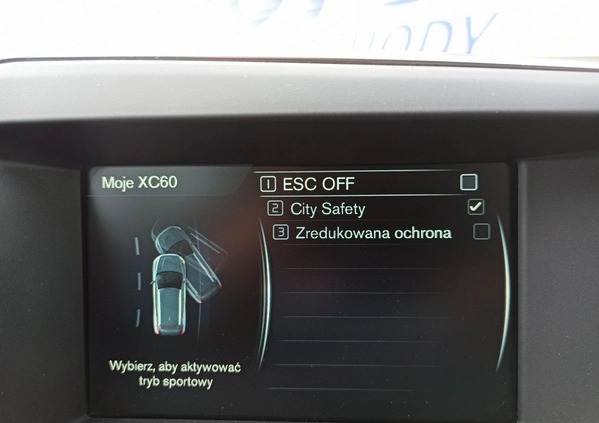 Moje XC60
1 ESC OFF
2 City Safety
3 Zredukowana ochrona
Wybierz, aby aktywować
tryb sportowy